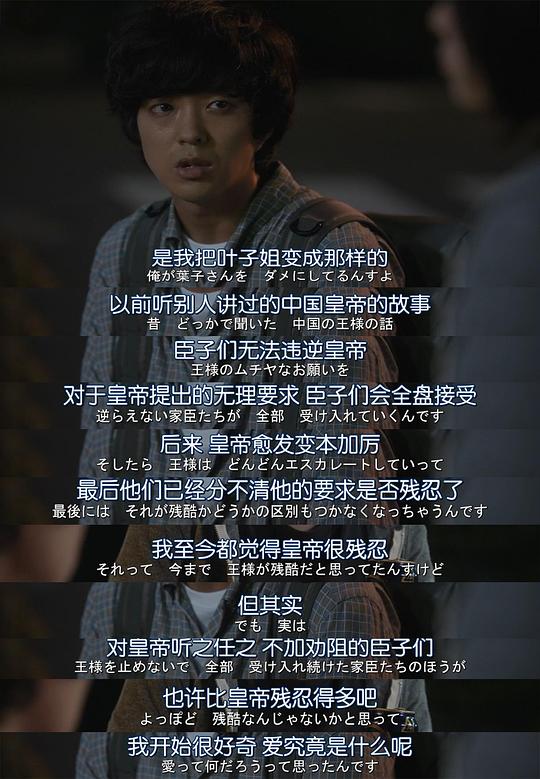 是我把叶子姐变成那样的
俺が葉子さんを　ダメにしてるんすよ
以前听别人讲过的中国皇帝的故事
昔　どっかで聞いた　中国の王様の話
臣子们无法违逆皇帝
王様のムチャなお願いを
对于皇帝提出的无理要求 臣子们会全盘接受
逆らえない家臣たちが　全部　受け入れていくんです
后来 皇帝愈发变本加厉
そしたら　王様は　どんどんエスカレートしていって
最后他们已经分不清他的要求是否残忍了
最後には　それが残酷かどうかの区別もつかなくなっちゃうんです
我至今都觉得皇帝很残忍
それって　今まで　王様が残酷だと思ってたんすけど
但其实
でも　実は
对皇帝听之任之 不加劝阻的臣子们
王様を止めないで　全部　受け入れ続けた家臣たちのほうが
也许比皇帝残忍得多吧
よっぽど　残酷なんじゃないかと思って
我开始很好奇 爱究竟是什么呢
愛って何だろうって思ったんです